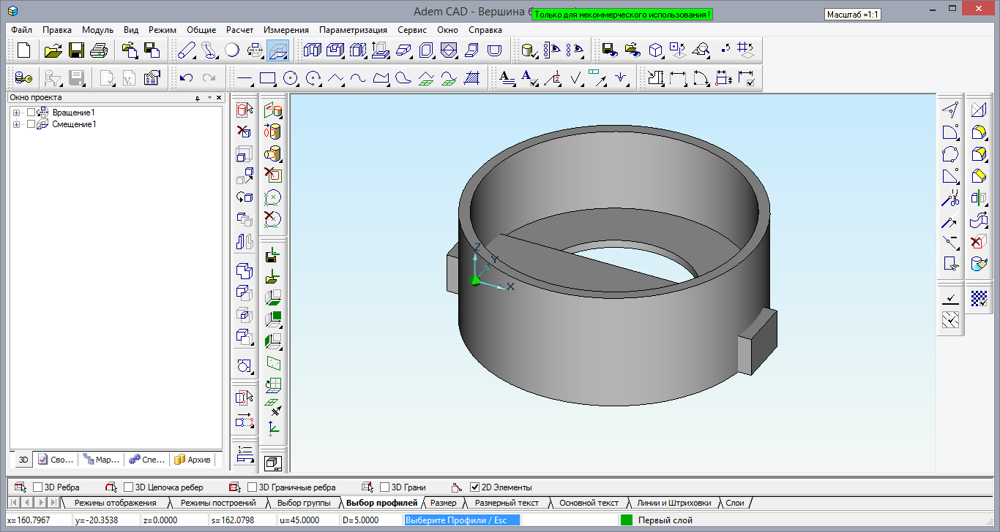 Adem CAD - Вершина б
Только для некоммерческого использования !
Масштаб =1:1
Файл Правка Модуль Вид Режим Общие Расчет Измерения Параметризация Сервис Окно Справка
Окно проекта
Вращение1
Смещение1
Z
Y
X
3D Сво... Мар... Спе... Архив
3D Ребра 3D Цепочка ребер 3D Граничные ребра 3D Грани 2D Элементы
Режимы отображения Режимы построений Выбор группы Выбор профилей Размер Размерный текст Основной текст Линии и Штриховки Слои
x=160.7967 y=-20.3538 z=0.0000 s=162.0798 u=45.0000 D=5.0000 Выберите Профили / Esc Первый слой